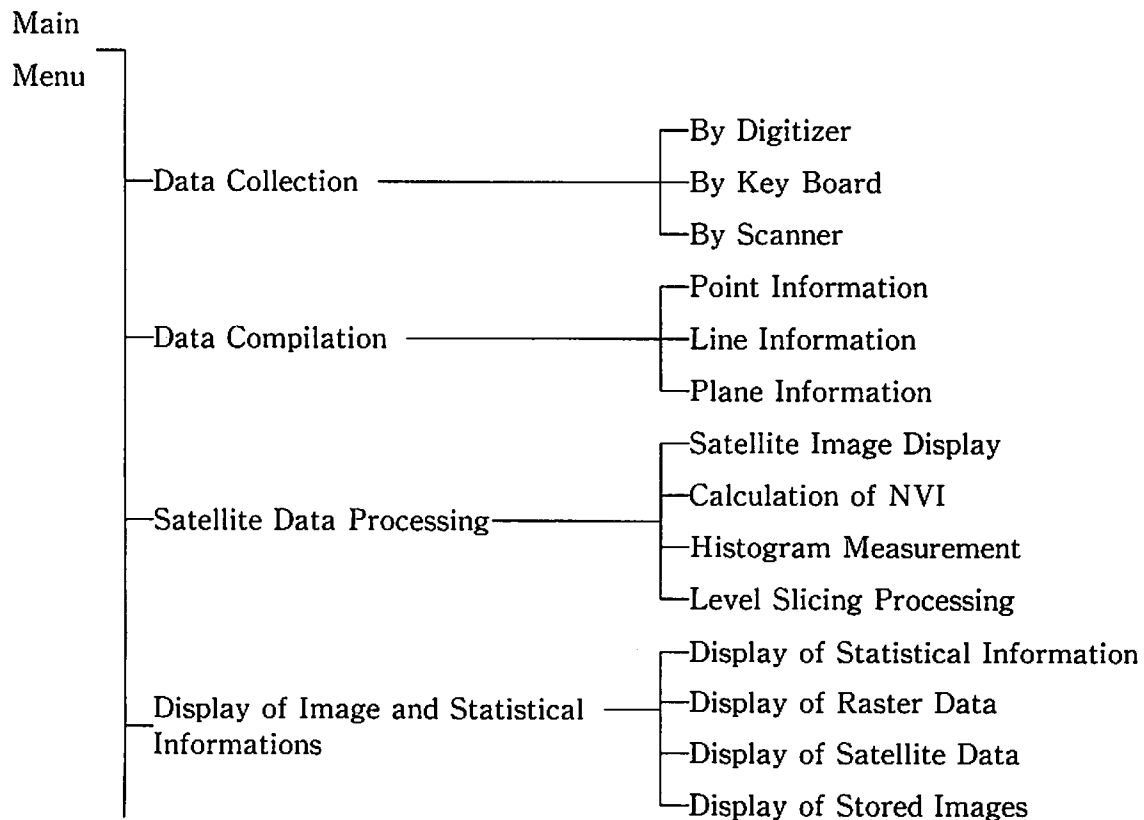 Main
Menu
By Digitizer
Data Collection
By Key Board
By Scanner
Point Information
Data Compilation
Line Information
Plane Information
Satellite Image Display
Calculation of NVI
Satellite Data Processing
Histogram Measurement
Level Slicing Processing
Display of Statistical Information
Display of Image and Statistical
Informations
Display of Raster Data
Display of Satellite Data
Display of Stored Images